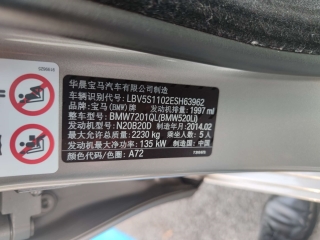 华晨宝马汽车有限公司制造
车辆识别代号: LBV5S1102ESH63962
品牌: 宝马(BMW)牌 发动机排量: 1997 ml
整车型号: BMW7201QL(BMW520Li)
发动机型号: N20B20D 制造年月: 2014.02
最大允许总质量: 2230 kg 乘坐人数: 5 人
发动机最大净功率: 135 kW 制造国: 中国
颜色代码/色圈: A72